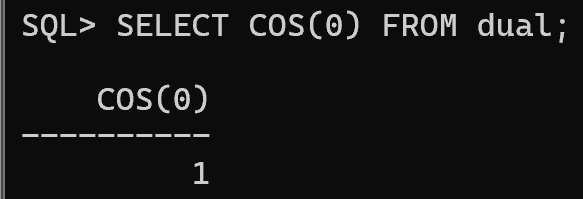 SQL> SELECT COS(0) FROM dual;
COS(0)
----------
1